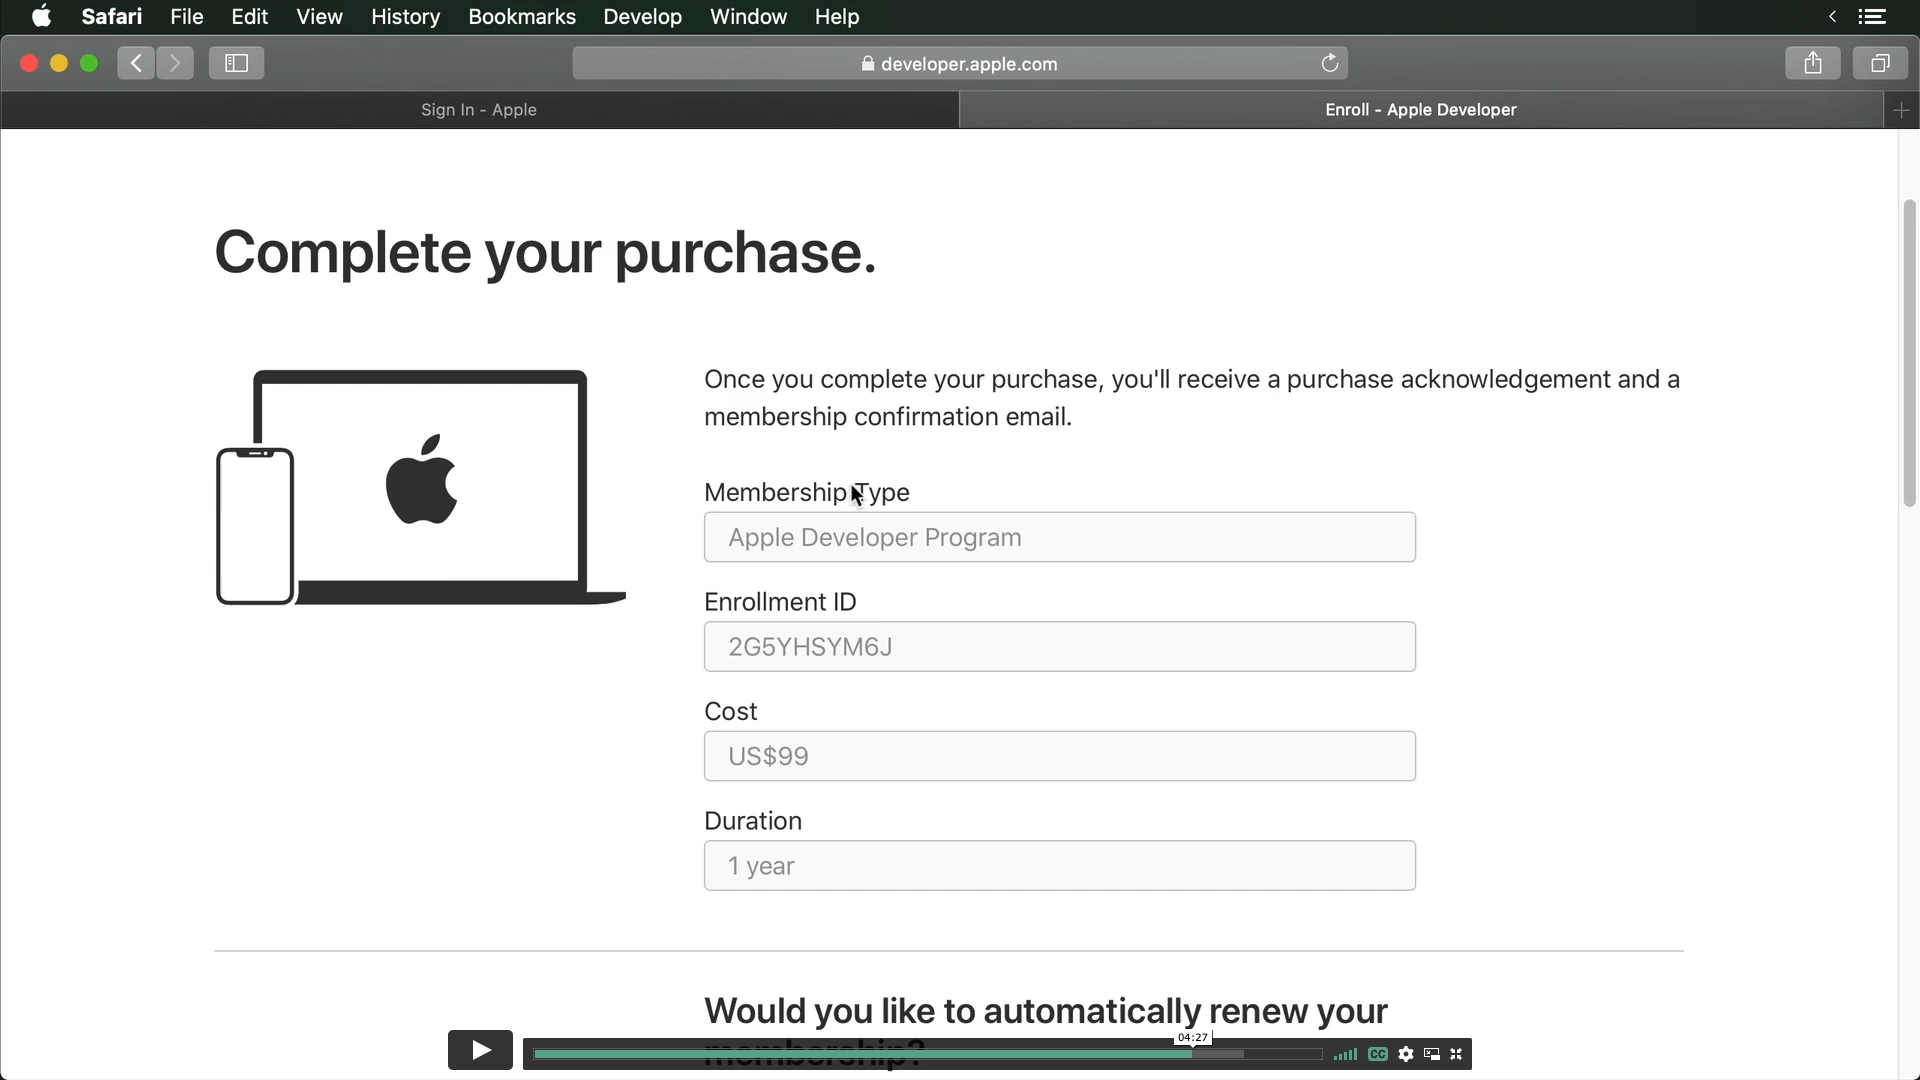 Safari File Edit View History Bookmarks Develop Window Help
developer.apple.com
Sign In - Apple
Enroll - Apple Developer
Complete your purchase.
Once you complete your purchase, you'll receive a purchase acknowledgement and a
membership confirmation email.
Membership Type
Apple Developer Program
Enrollment ID
2G5YHSYM6J
Cost
US$99
Duration
1 year
Would you like to automatically renew your
membership?
04:27
CC